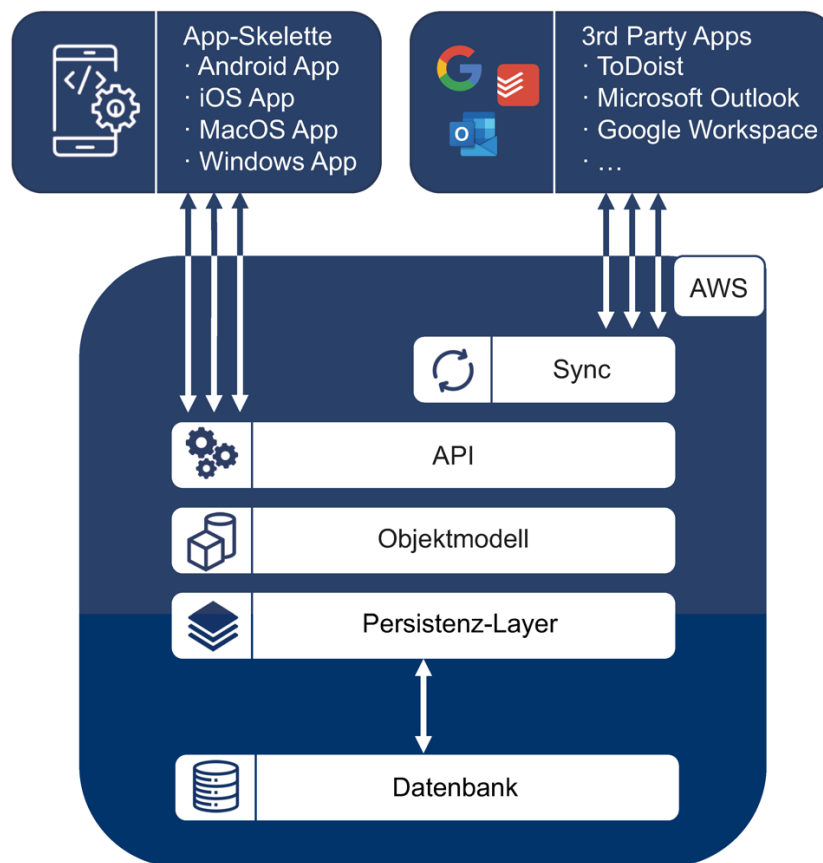 App-Skelette
· Android App
· iOS App
· MacOS App
· Windows App
3rd Party Apps
· ToDoist
· Microsoft Outlook
· Google Workspace
· ...
AWS
Sync
API
Objektmodell
Persistenz-Layer
Datenbank